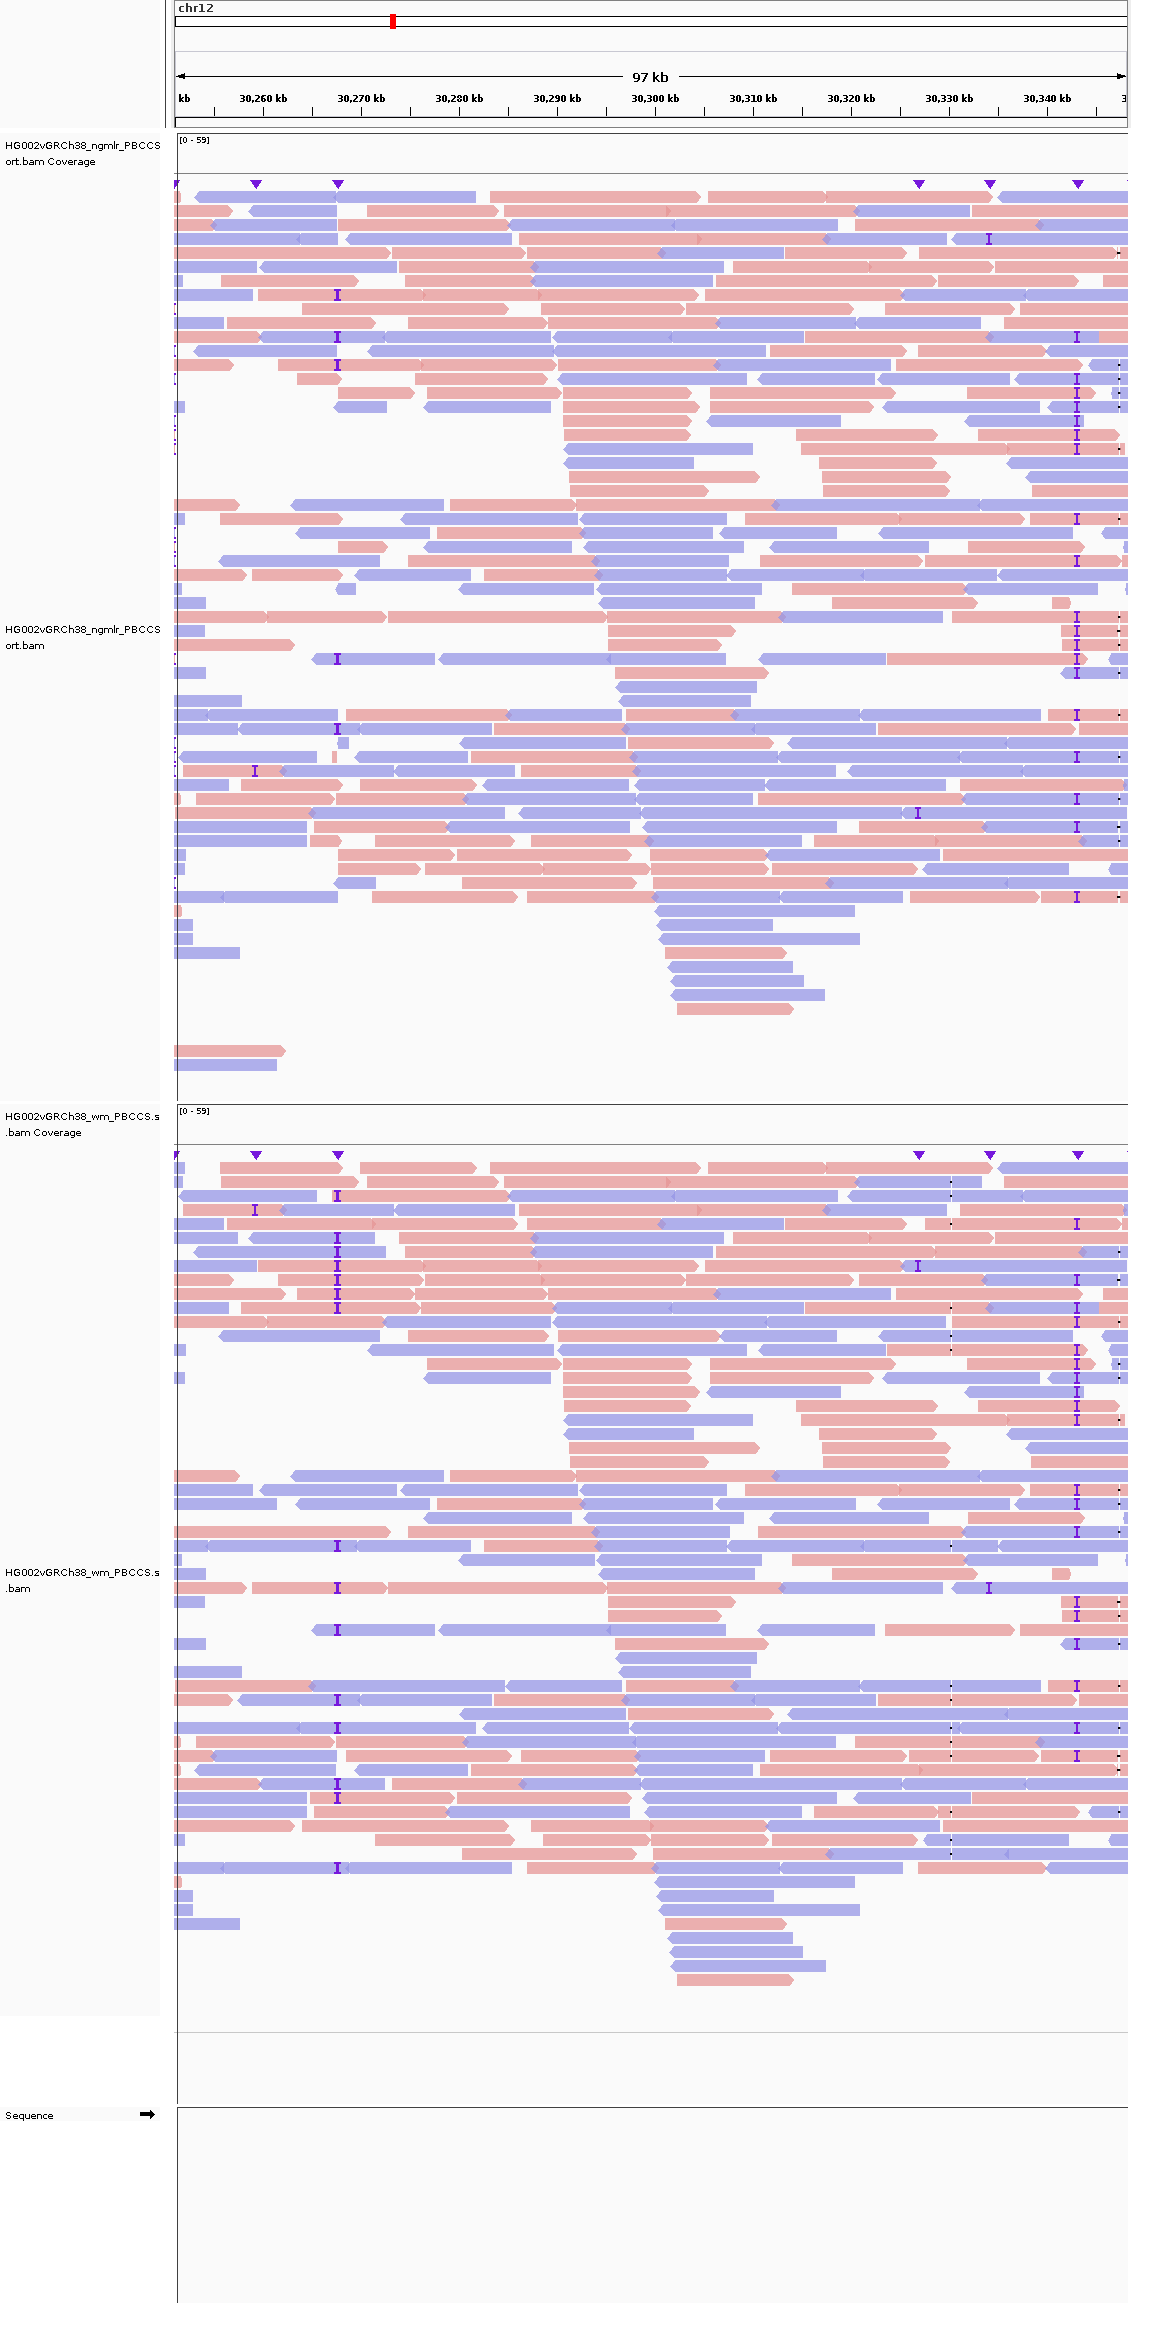 chr12
97 kb
kb 30,260 kb 30,270 kb 30,280 kb 30,290 kb 30,300 kb 30,310 kb 30,320 kb 30,330 kb 30,340 kb 3
[0 - 59]
HG002vGRCh38_ngmlr_PBCCS
ort.bam Coverage
HG002vGRCh38_ngmlr_PBCCS
ort.bam
[0 - 59]
HG002vGRCh38_wm_PBCCS.s
.bam Coverage
HG002vGRCh38_wm_PBCCS.s
.bam
Sequence